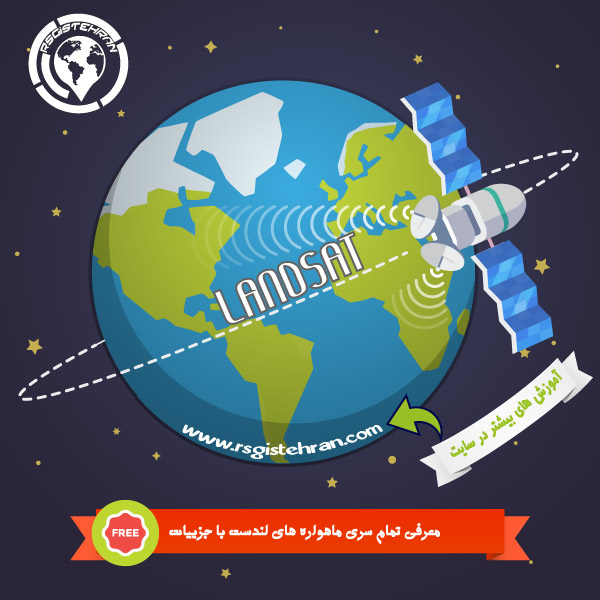 RSGISTEHRAN
LANDSAT
www.rsgistehran.com
آموزش های بیشتر در سایت
FREE
معرفی تمام سری ماهواره های لندست با جزییات